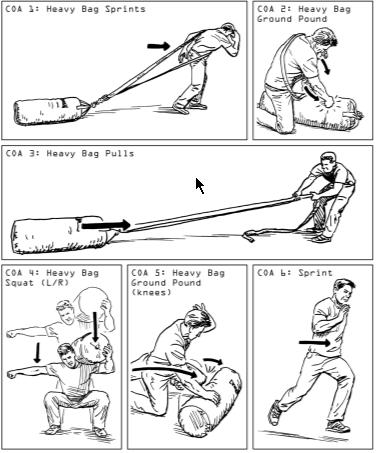 COA 1: Heavy Bag Sprints
COA 2: Heavy Bag
Ground Pound
COA 3: Heavy Bag Pulls
COA 4: Heavy Bag
Squat (L/R)
COA 5: Heavy Bag
Ground Pound
(knees)
COA 6: Sprint